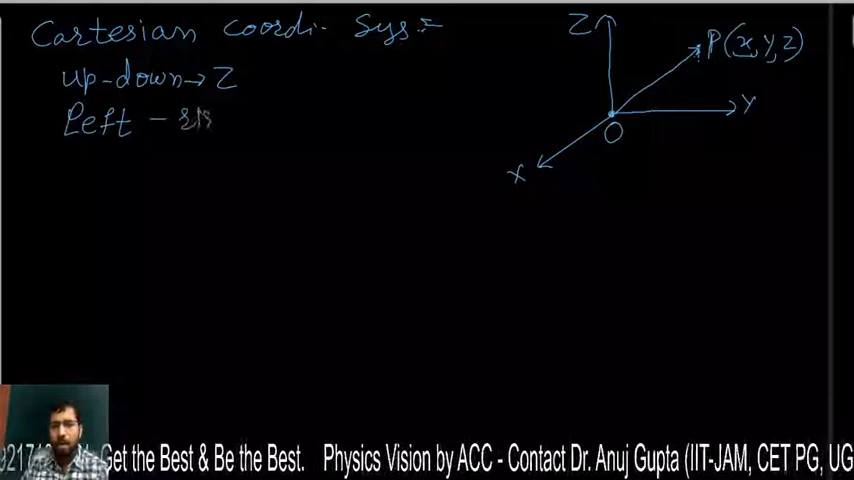 Cartesian coordi- Sys :-
up-down→ Z
Left -
Z
P(x, y, z)
Y
O
X
Get the Best & Be the Best. Physics Vision by ACC - Contact Dr. Anuj Gupta (IIT-JAM, CET PG, UG